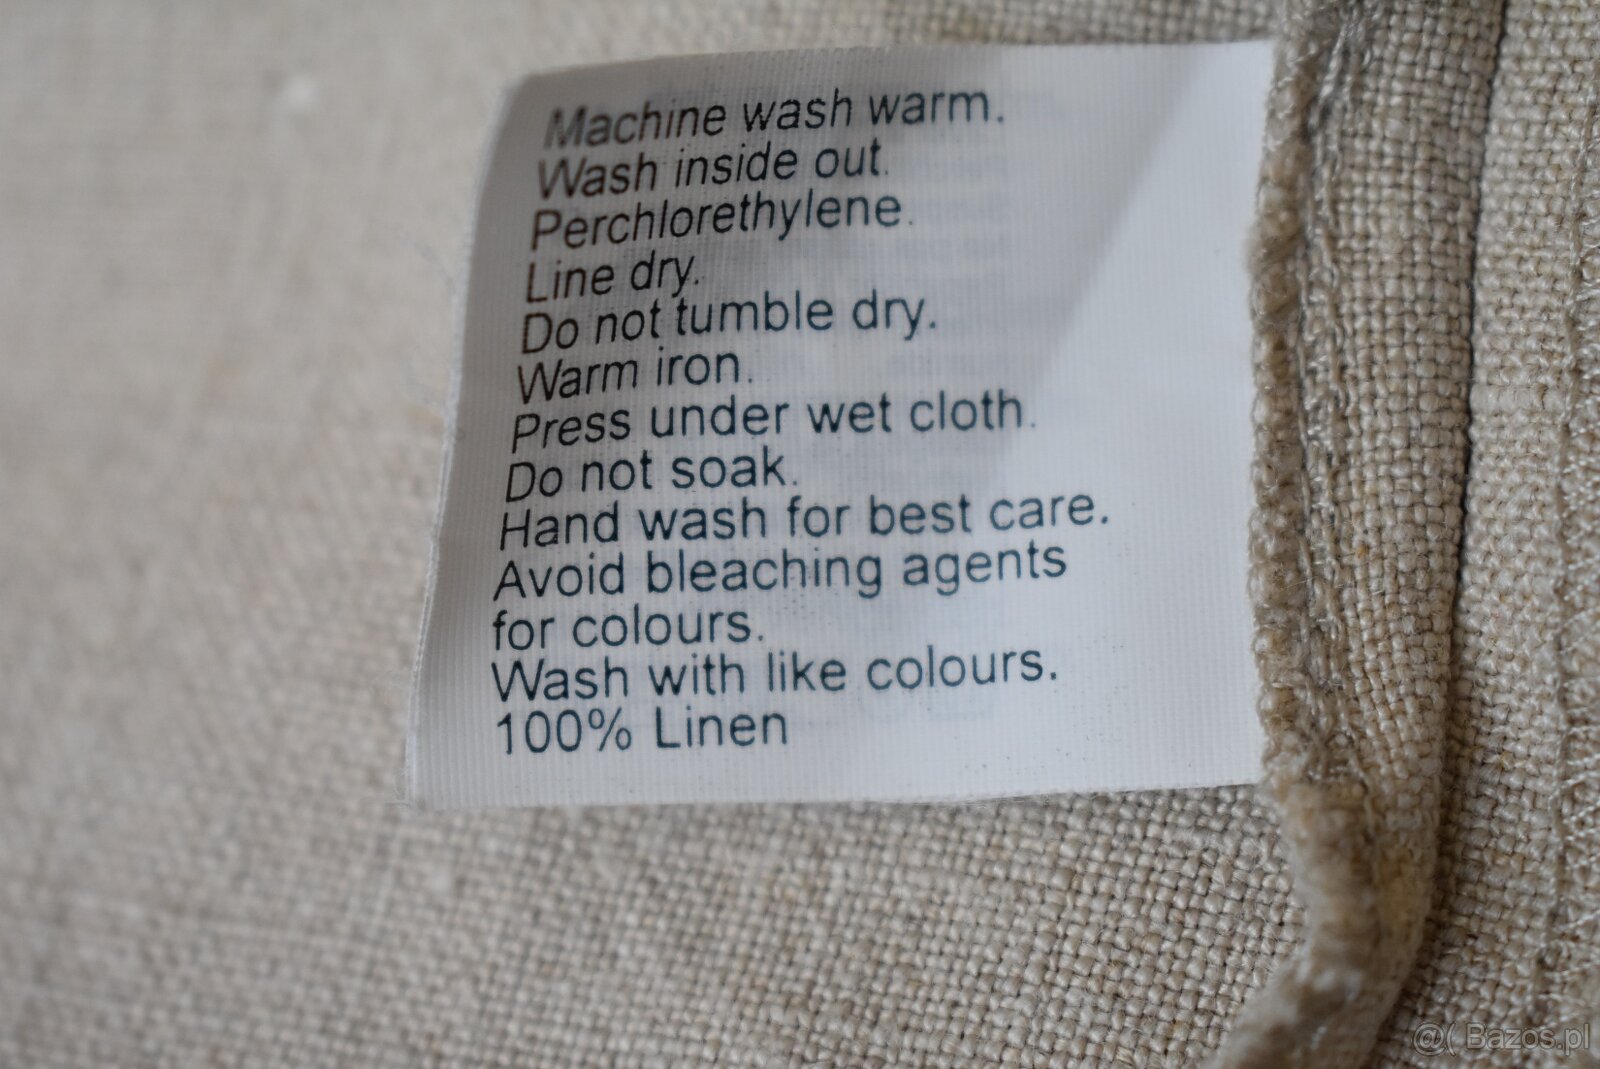 Machine wash warm.
Wash inside out.
Perchlorethylene.
Line dry.
Do not tumble dry.
Warm iron.
Press under wet cloth.
Do not soak.
Hand wash for best care.
Avoid bleaching agents
for colours.
Wash with like colours.
100% Linen
@( Bazos.pl